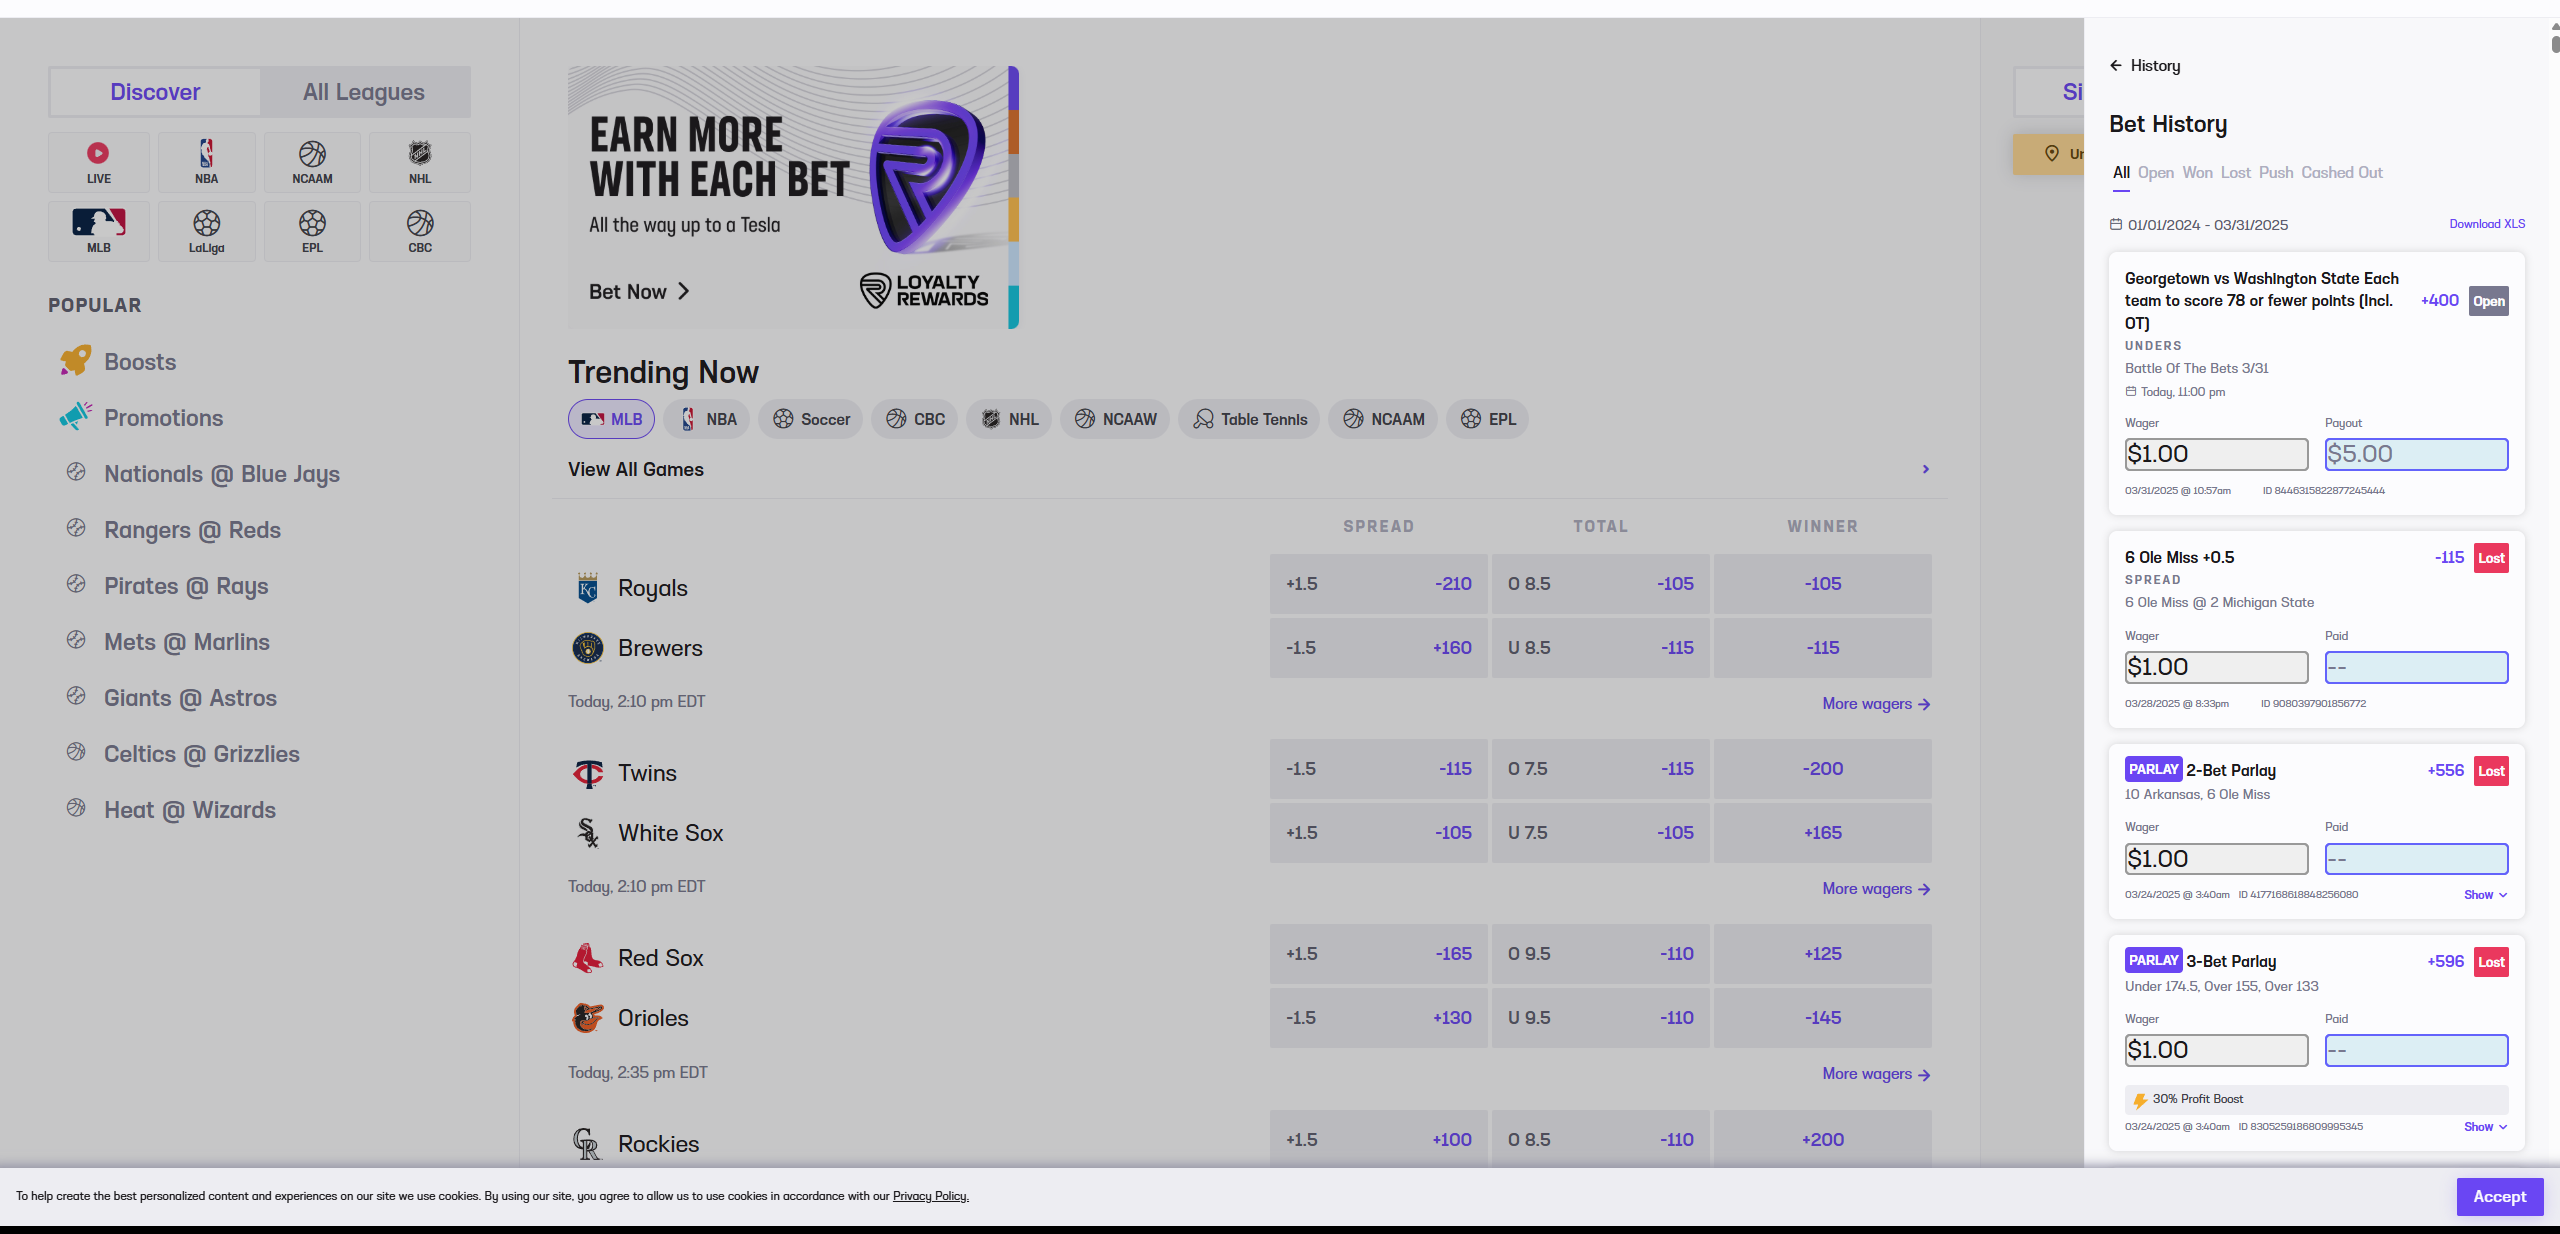 Discover
All Leagues
LIVE
NBA
NCAAM
NHL
MLB
LaLiga
EPL
CBC
POPULAR
Boosts
Promotions
Nationals @ Blue Jays
Rangers @ Reds
Pirates @ Rays
Mets @ Marlins
Giants @ Astros
Celtics @ Grizzlies
Heat @ Wizards
EARN MORE
WITH EACH BET
All the way up to a Tesla
Bet Now
LOYALTY
REWARDS
Trending Now
MLB
NBA
Soccer
CBC
NHL
NCAAW
Table Tennis
NCAAM
EPL
View All Games
SPREAD TOTAL WINNER
Royals +1.5 -210 O 8.5 -105 -105
Brewers -1.5 +160 U 8.5 -115 -115
Today, 2:10 pm EDT More wagers
Twins -1.5 -115 O 7.5 -115 -200
White Sox +1.5 -105 U 7.5 -105 +165
Today, 2:10 pm EDT More wagers
Red Sox +1.5 -165 O 9.5 -110 +125
Orioles -1.5 +130 U 9.5 -110 -145
Today, 2:35 pm EDT More wagers
Rockies +1.5 +100 O 8.5 -110 +200
Si
Un
History
Bet History
All Open Won Lost Push Cashed Out
01/01/2024 - 03/31/2025 Download XLS
Georgetown vs Washington State Each
team to score 78 or fewer points (Incl.
OT)
+400 Open
UNDERS
Battle Of The Bets 3/31
Today, 11:00 pm
Wager Payout
$1.00 $5.00
03/31/2025 @ 10:57am ID 8446315822877245444
6 Ole Miss +0.5 -115 Lost
SPREAD
6 Ole Miss @ 2 Michigan State
Wager Paid
$1.00 --
03/28/2025 @ 8:33pm ID 9080397901856772
PARLAY 2-Bet Parlay +556 Lost
10 Arkansas, 6 Ole Miss
Wager Paid
$1.00 --
03/24/2025 @ 3:40am ID 4177168618848256080 Show
PARLAY 3-Bet Parlay +596 Lost
Under 174.5, Over 155, Over 133
Wager Paid
$1.00 --
30% Profit Boost
03/24/2025 @ 3:40am ID 8305259186809995345 Show
To help create the best personalized content and experiences on our site we use cookies. By using our site, you agree to allow us to use cookies in accordance with our Privacy Policy.
Accept